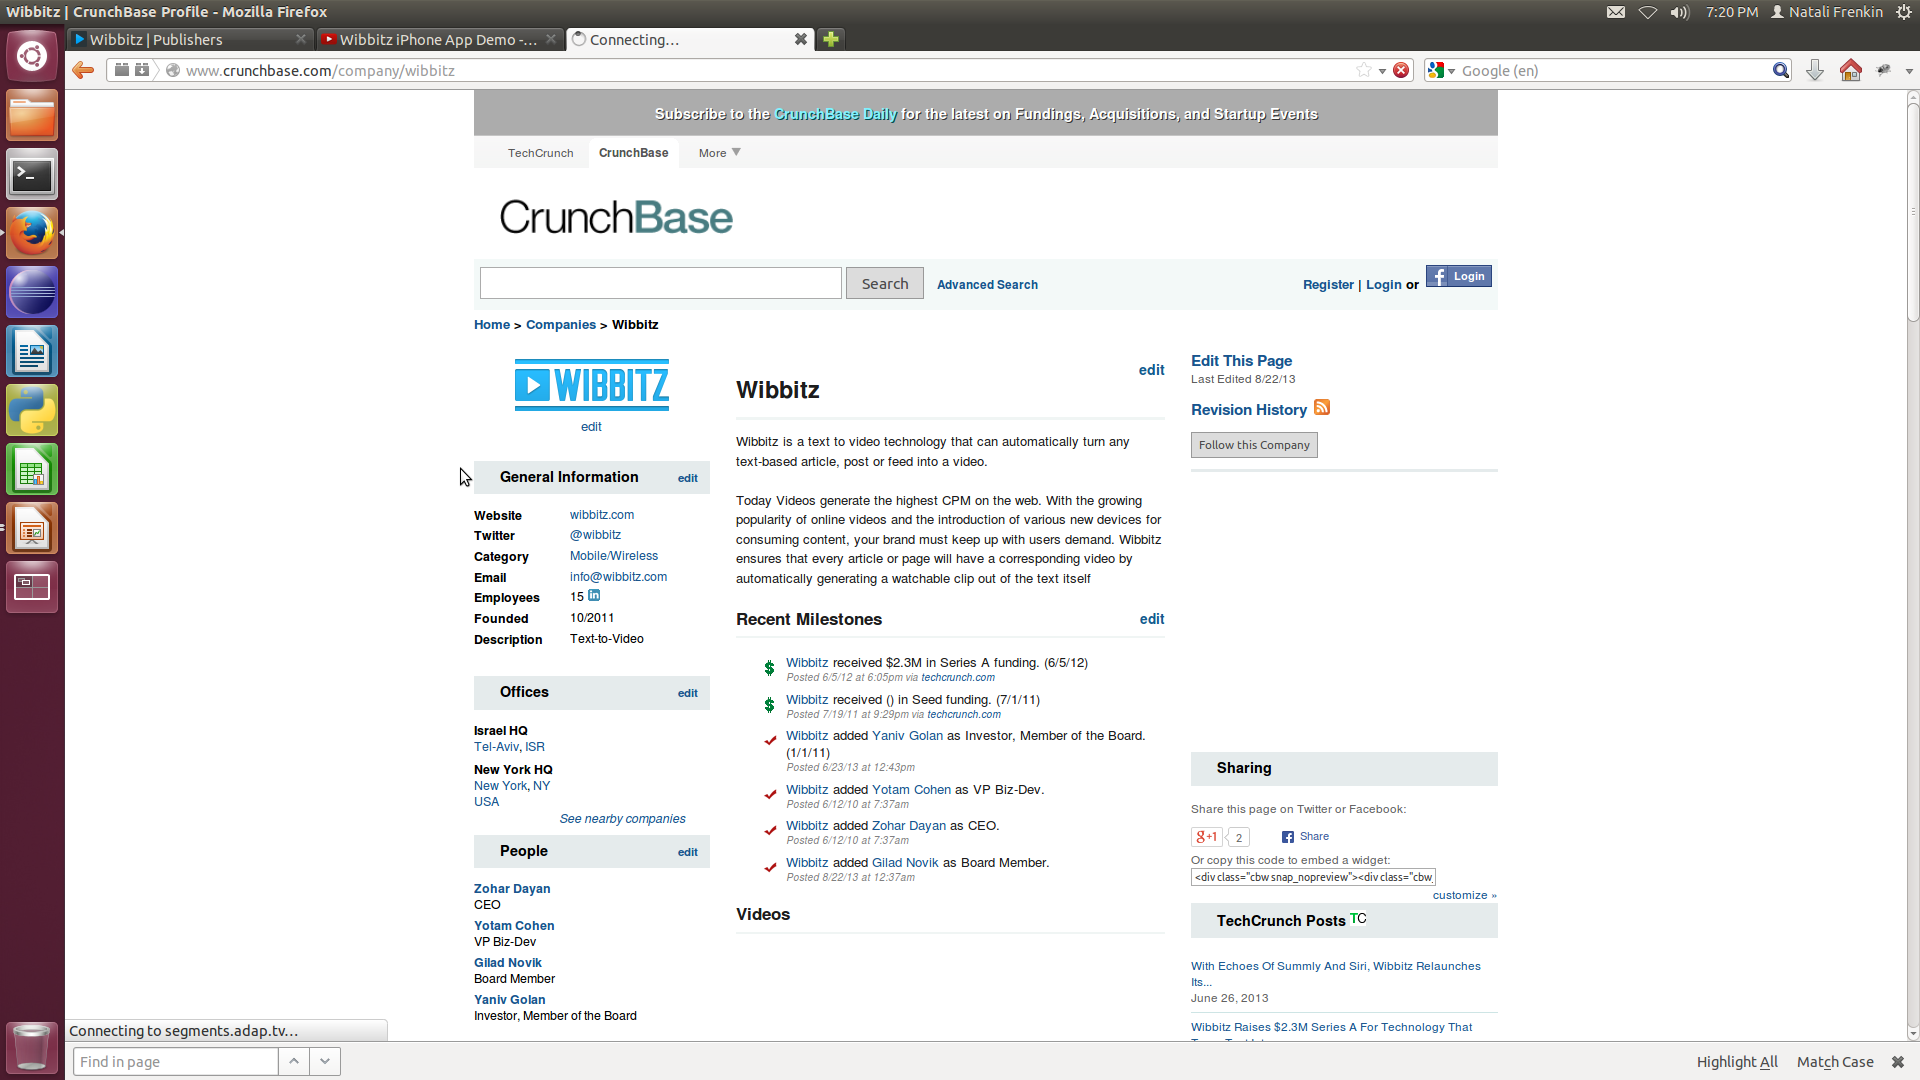 Wibbitz | CrunchBase Profile - Mozilla Firefox
7:20 PM Natali Frenkin
Wibbitz | Publishers
Wibbitz iPhone App Demo -...
Connecting...
www.crunchbase.com/company/wibbitz
Google (en)
Subscribe to the CrunchBase Daily for the latest on Fundings, Acquisitions, and Startup Events
TechCrunch CrunchBase More
CrunchBase
Search Advanced Search
Register | Login or Login
Home > Companies > Wibbitz
WIBBITZ
edit
General Information edit
Website wibbitz.com
Twitter @wibbitz
Category Mobile/Wireless
Email info@wibbitz.com
Employees 15 in
Founded 10/2011
Description Text-to-Video
Offices edit
Israel HQ
Tel-Aviv, ISR
New York HQ
New York, NY
USA
See nearby companies
People edit
Zohar Dayan
CEO
Yotam Cohen
VP Biz-Dev
Gilad Novik
Board Member
Yaniv Golan
Investor, Member of the Board
edit
Wibbitz
Wibbitz is a text to video technology that can automatically turn any
text-based article, post or feed into a video.
Today Videos generate the highest CPM on the web. With the growing
popularity of online videos and the introduction of various new devices for
consuming content, your brand must keep up with users demand. Wibbitz
ensures that every article or page will have a corresponding video by
automatically generating a watchable clip out of the text itself
Recent Milestones edit
$ Wibbitz received $2.3M in Series A funding. (6/5/12)
Posted 6/5/12 at 6:05pm via techcrunch.com
$ Wibbitz received () in Seed funding. (7/1/11)
Posted 7/19/11 at 9:29pm via techcrunch.com
Wibbitz added Yaniv Golan as Investor, Member of the Board.
(1/1/11)
Posted 6/23/13 at 12:43pm
Wibbitz added Yotam Cohen as VP Biz-Dev.
Posted 6/12/10 at 7:37am
Wibbitz added Zohar Dayan as CEO.
Posted 6/12/10 at 7:37am
Wibbitz added Gilad Novik as Board Member.
Posted 8/22/13 at 12:37am
Videos
Edit This Page
Last Edited 8/22/13
Revision History
Follow this Company
Sharing
Share this page on Twitter or Facebook:
g+1 2 Share
Or copy this code to embed a widget:
<div class="cbw snap_nopreview"><div class="cbw_
customize »
TechCrunch Posts TC
With Echoes Of Summly And Siri, Wibbitz Relaunches
Its...
June 26, 2013
Wibbitz Raises $2.3M Series A For Technology That
Connecting to segments.adap.tv...
Find in page
Highlight All Match Case